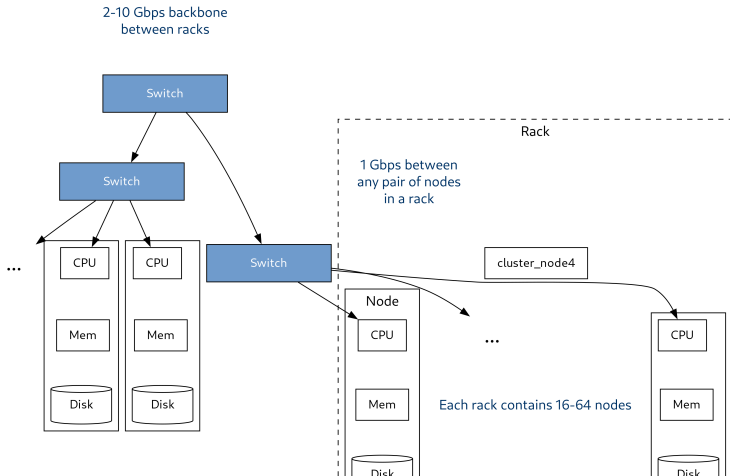 2-10 Gbps backbone
between racks
Switch
Rack
1 Gbps between
any pair of nodes
in a rack
Switch
...
CPU
CPU
Switch
cluster_node4
Node
Mem
Mem
CPU
...
CPU
Disk
Disk
Mem
Each rack contains 16-64 nodes
Mem
Disk
Disk